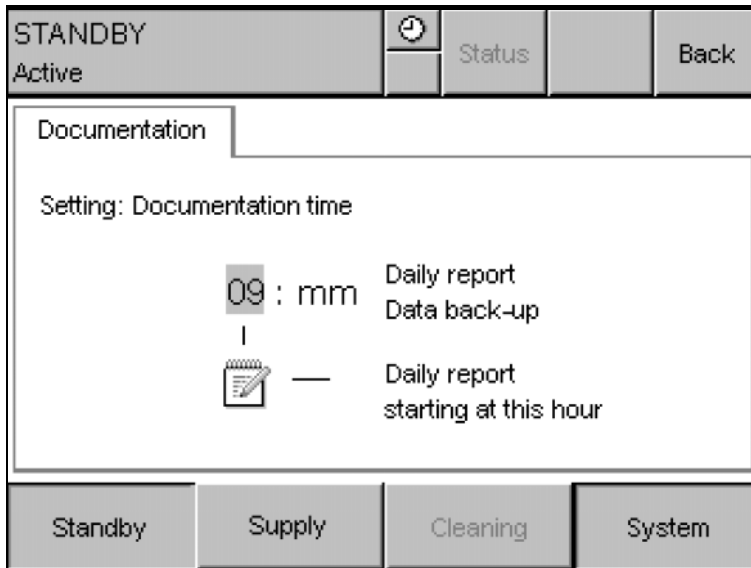 STANDBY
Active
Status
Back
Documentation
Setting: Documentation time
09 : mm
Daily report
Data back-up
Daily report
starting at this hour
Standby
Supply
Cleaning
System